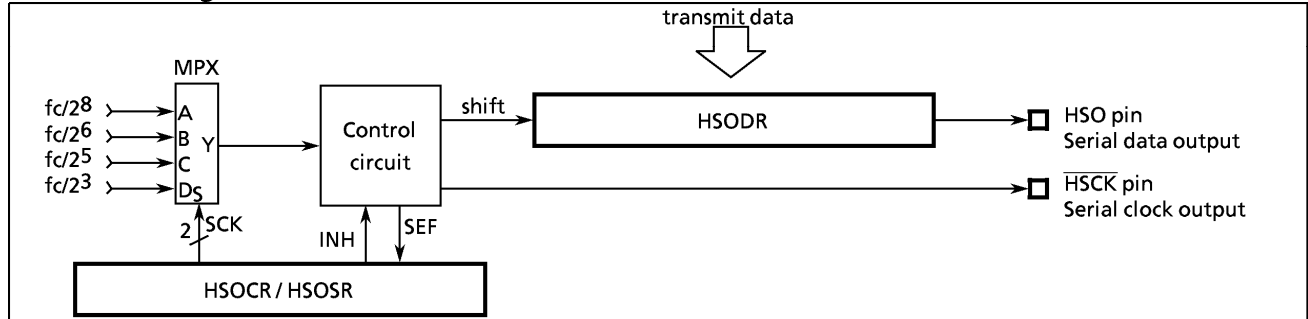 transmit data
MPX
fc/2⁸
fc/2⁶
fc/2⁵
fc/2³
A
B
C
D
S
Y
Control
circuit
shift
HSODR
HSO pin
Serial data output
H̅S̅C̅K̅ pin
Serial clock output
2
SCK
INH
SEF
HSOCR / HSOSR